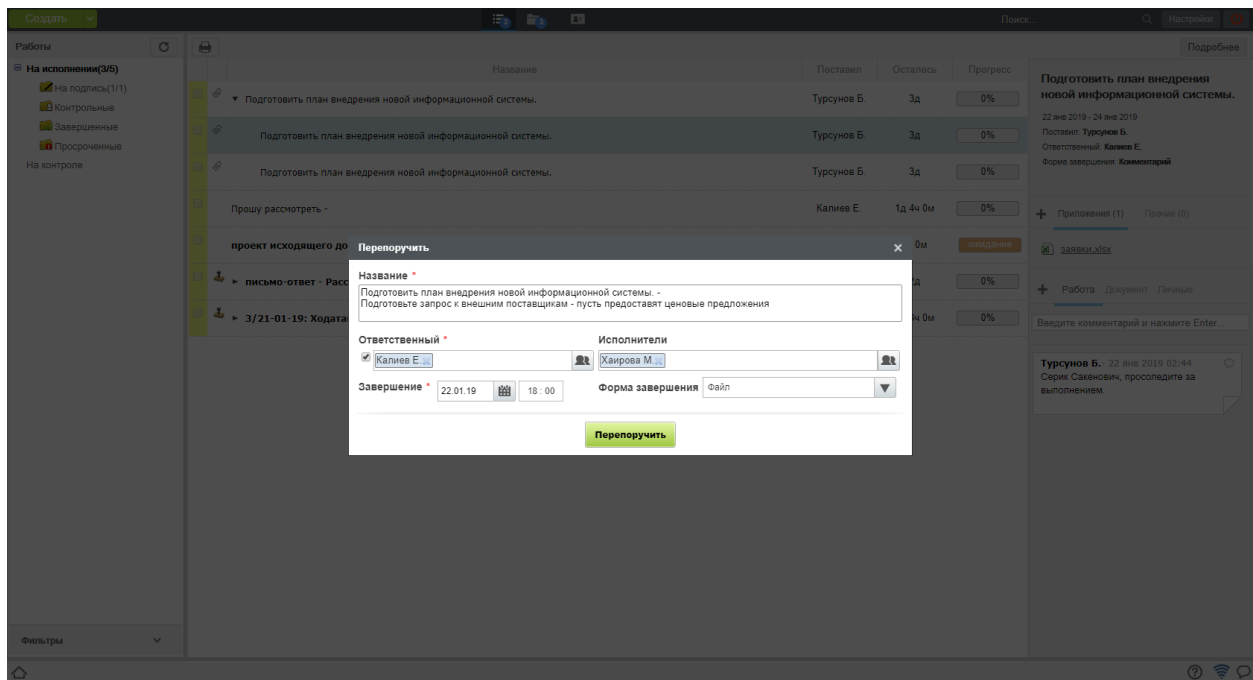 Создать
3
3
Поиск...
Настройки
Работы
Подробнее
На исполнении(3/5)
На подпись(1/1)
Контрольные
Завершенные
Просроченные
На контроле
Название
Поставил
Осталось
Прогресс
Подготовить план внедрения новой информационной системы.
Турсунов Б.
3д
0%
Подготовить план внедрения новой информационной системы.
Турсунов Б.
3д
0%
Подготовить план внедрения новой информационной системы.
Турсунов Б.
3д
0%
Прошу рассмотреть -
Калиев Е.
1д 4ч 0м
0%
проект исходящего до
0м
ожидание
письмо-ответ - Расс
0%
3/21-01-19: Ходата
4ч 0м
0%
Подготовить план внедрения
новой информационной системы.
22 янв 2019 - 24 янв 2019
Поставил: Турсунов Б.
Ответственный: Калиев Е.
Форма завершения: Комментарий
Приложения (1)
Прочие (0)
заявки.xlsx
Работа
Документ
Личные
Введите комментарий и нажмите Enter...
Турсунов Б. - 22 янв 2019 02:44
Серик Сакенович, проследите за
выполнением.
Перепоручить
Название *
Подготовить план внедрения новой информационной системы. -
Подготовьте запрос к внешним поставщикам - пусть предоставят ценовые предложения
Ответственный *
Исполнители
Калиев Е.
Хаирова М.
Завершение *
22.01.19
18 : 00
Форма завершения
Файл
Перепоручить
Фильтры